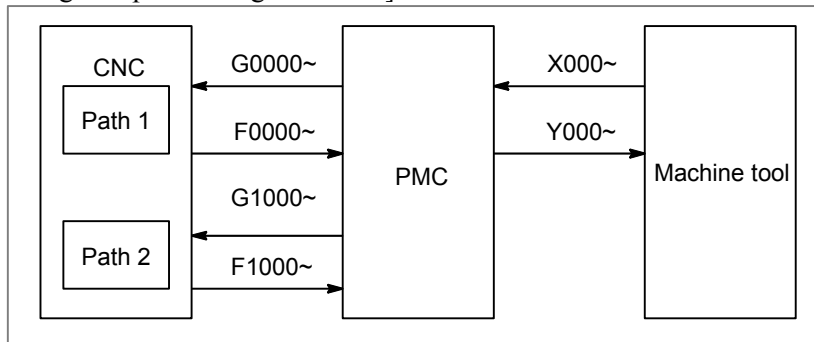 CNC
G0000~
X000~
Path 1
F0000~
Y000~
PMC
Machine tool
G1000~
Path 2
F1000~